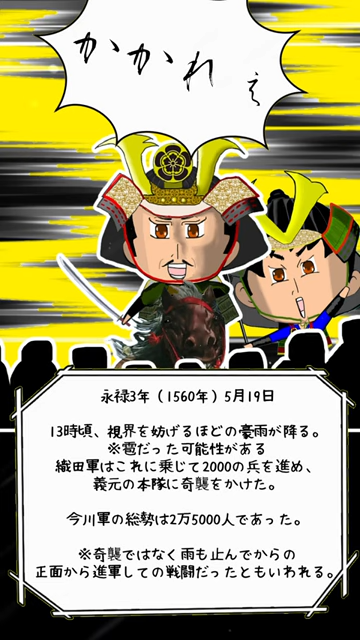 かかれぇ
永禄3年（1560年）5月19日
13時頃、視界を妨げるほどの豪雨が降る。
※雹だった可能性がある
織田軍はこれに乗じて2000の兵を進め、
義元の本隊に奇襲をかけた。
今川軍の総勢は2万5000人であった。
※奇襲ではなく雨も止んでからの
正面から進軍しての戦闘だったともいわれる。